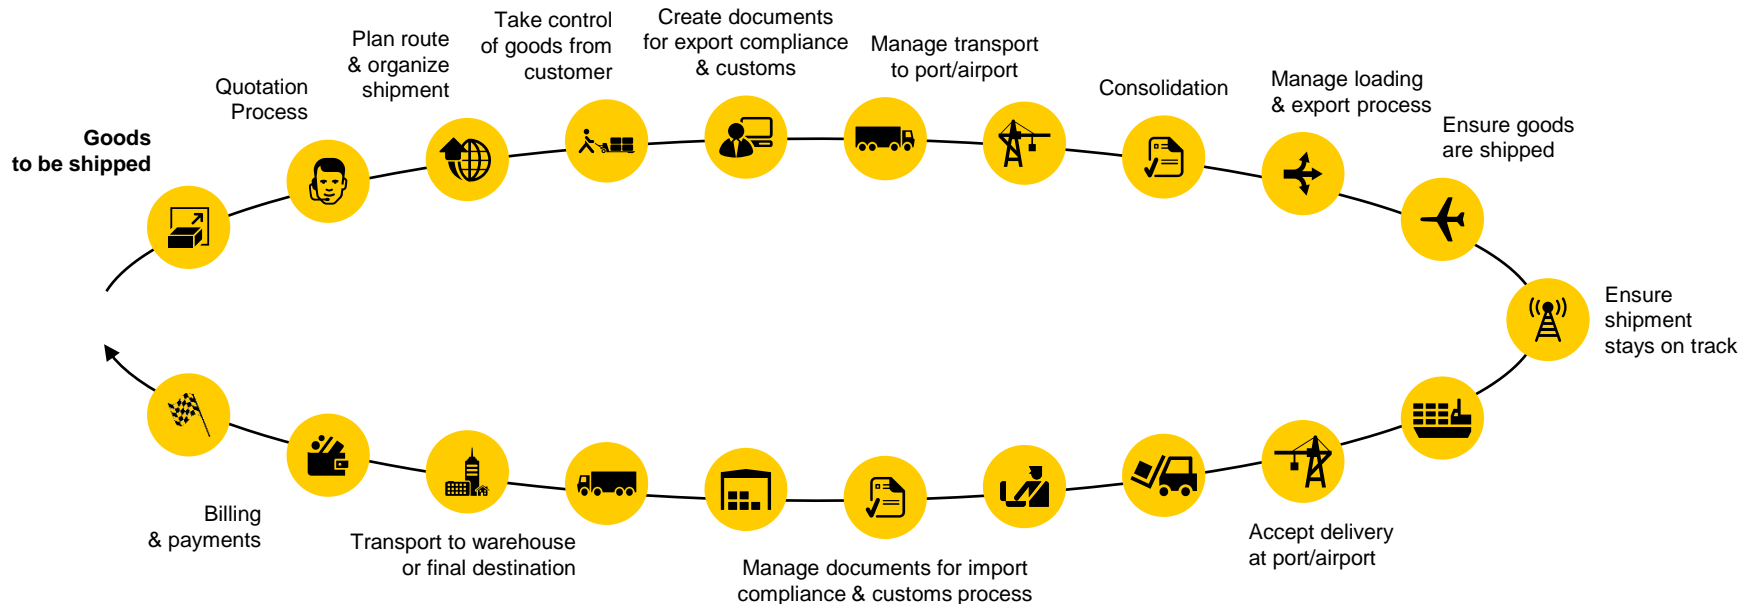 Goods
to be shipped
Quotation
Process
Plan route
& organize
shipment
Take control
of goods from
customer
Create documents
for export compliance
& customs
Manage transport
to port/airport
Consolidation
Manage loading
& export process
Ensure goods
are shipped
Ensure
shipment
stays on track
Accept delivery
at port/airport
Manage documents for import
compliance & customs process
Transport to warehouse
or final destination
Billing
& payments